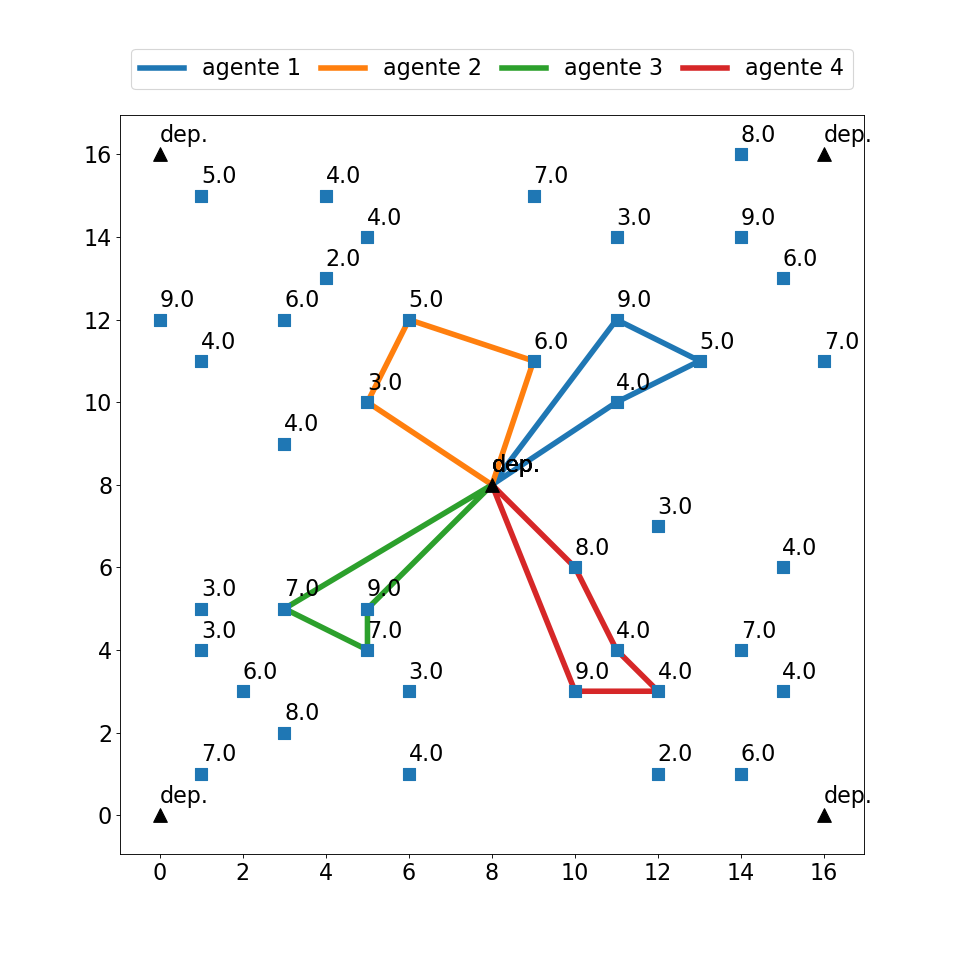 agente 1 agente 2 agente 3 agente 4
dep. 8.0 dep.
16
5.0 4.0 7.0
4.0 3.0 9.0
14
2.0 6.0
9.0 6.0 5.0 9.0
12
4.0 6.0 5.0 7.0
3.0 4.0
10
4.0
dep. dep.
8
3.0
8.0 4.0
6
3.0 7.0 9.0
3.0 7.0 4.0 7.0
4
6.0 3.0 9.0 4.0 4.0
8.0
2
7.0 4.0 2.0 6.0
dep. dep.
0
0 2 4 6 8 10 12 14 16